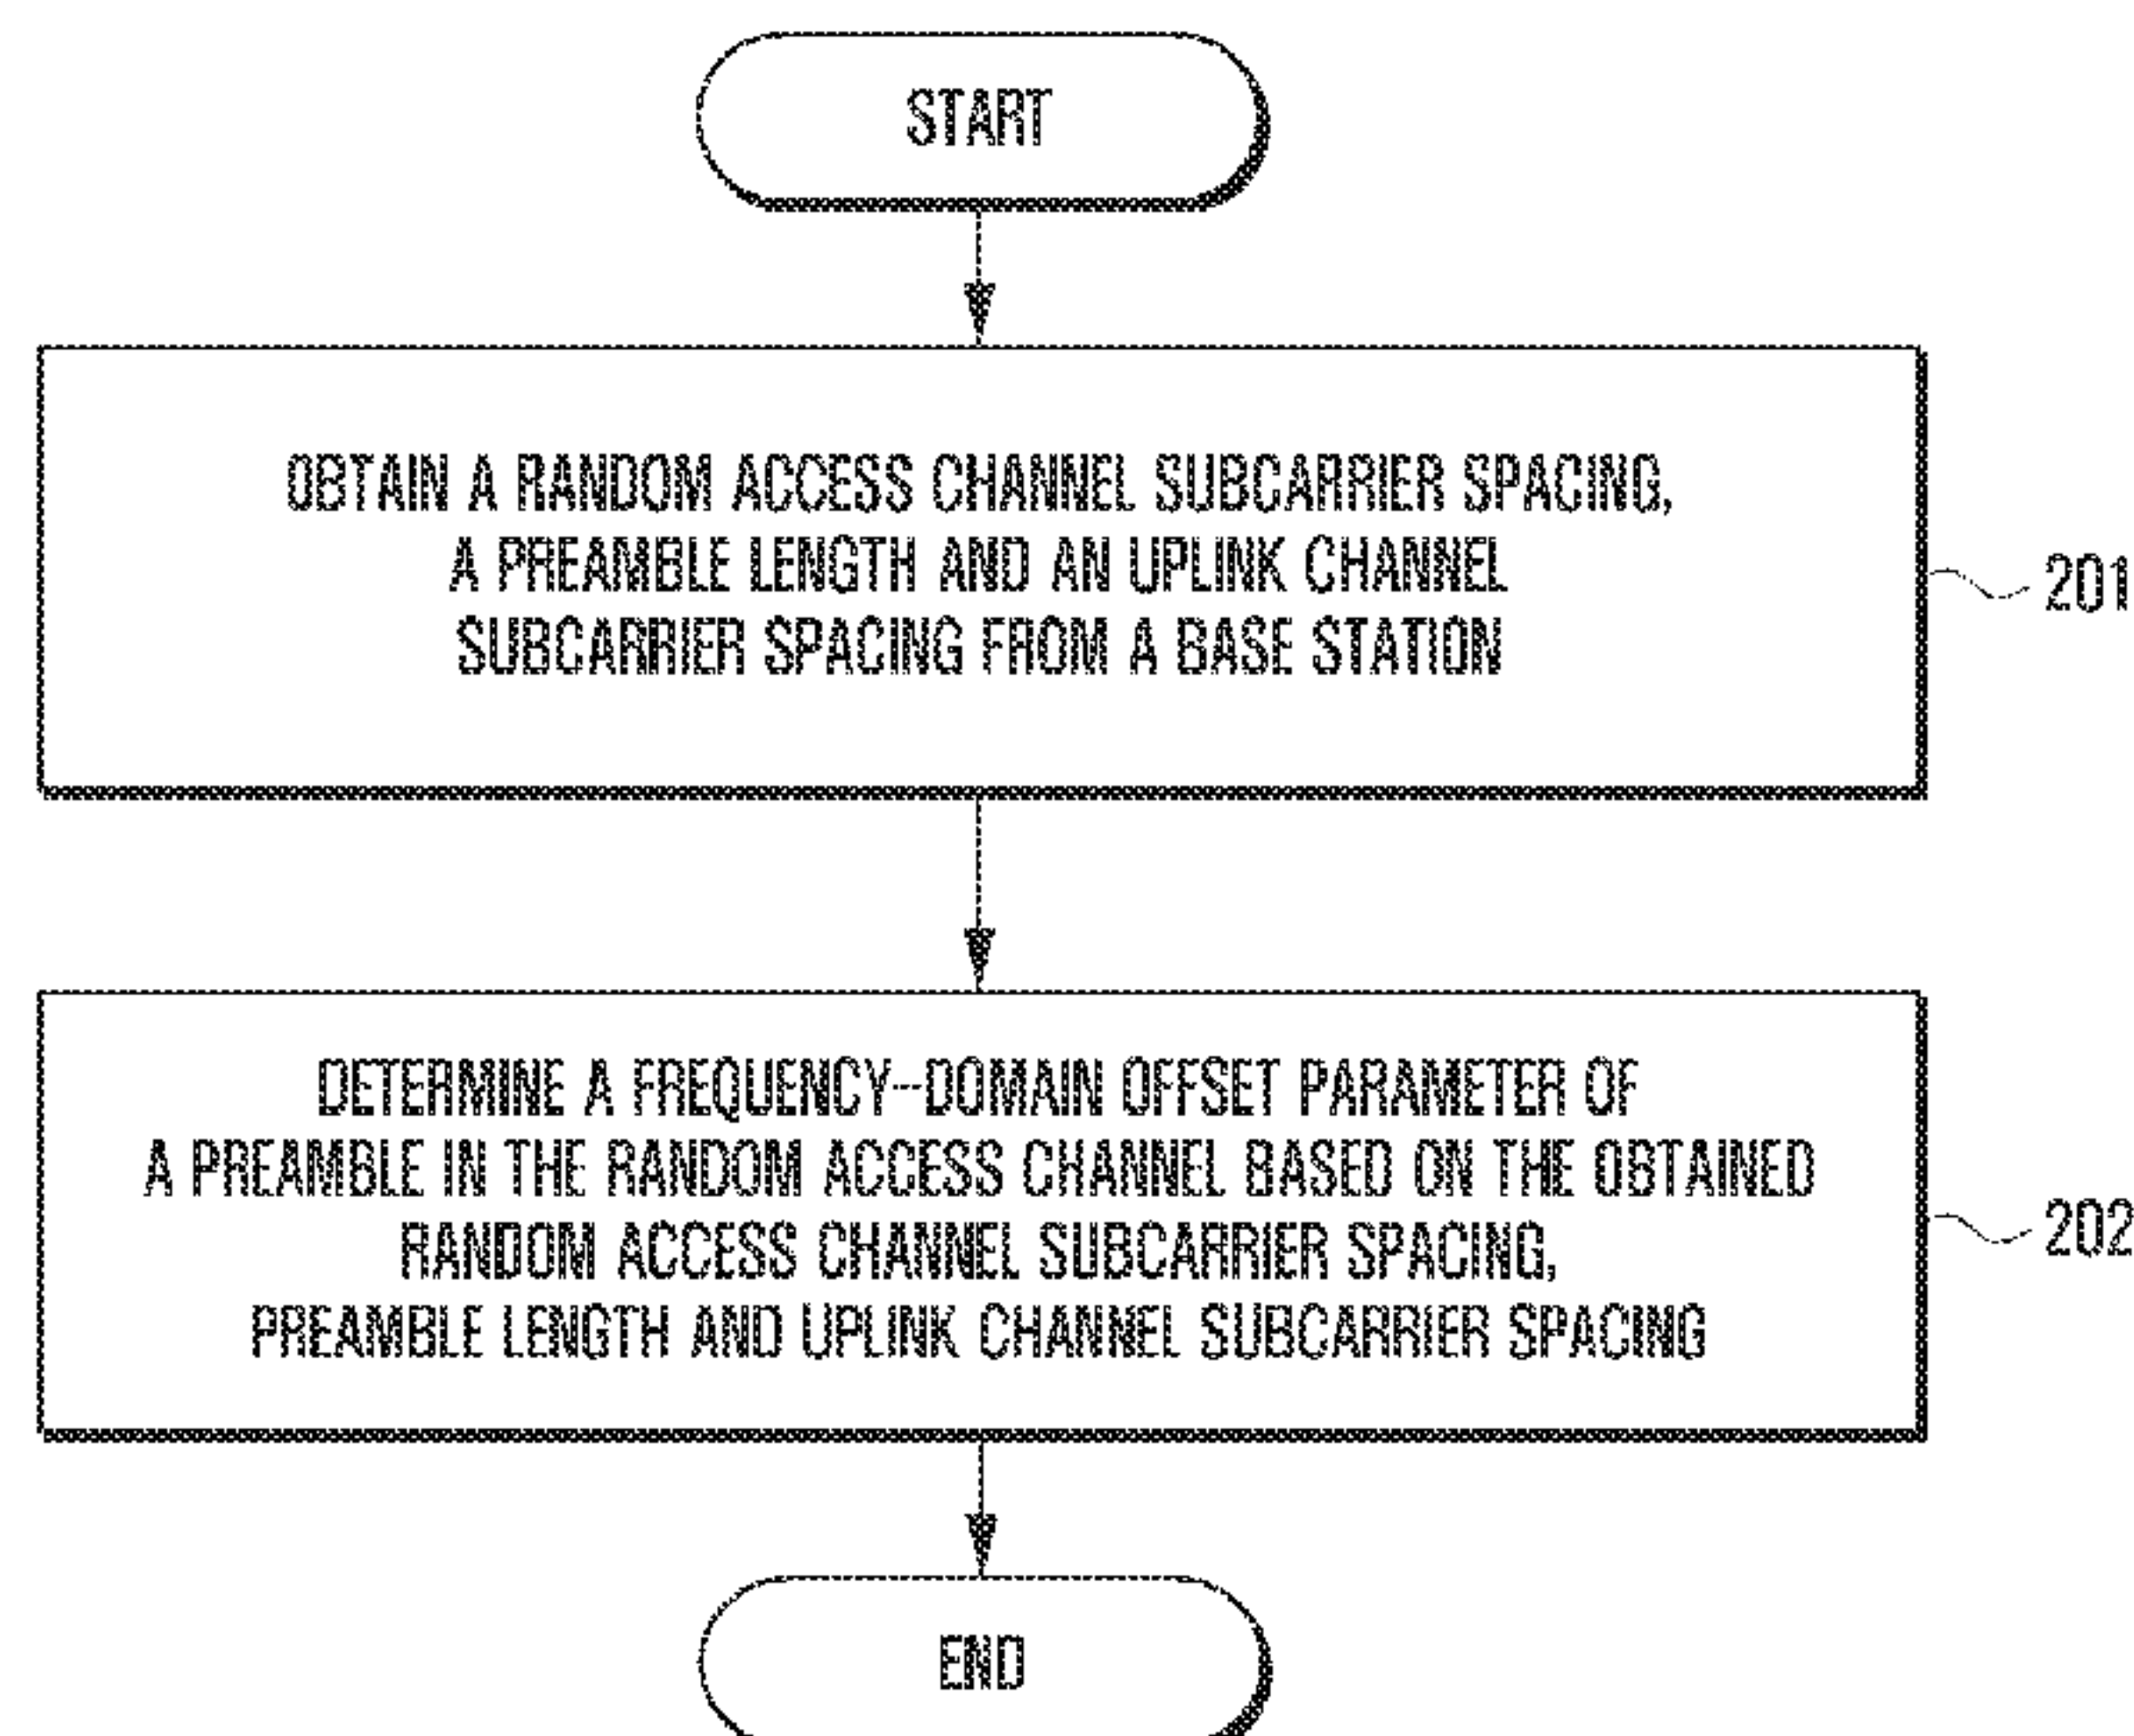 START
OBTAIN A RANDOM ACCESS CHANNEL SUBCARRIER SPACING,
A PREAMBLE LENGTH AND AN UPLINK CHANNEL
SUBCARRIER SPACING FROM A BASE STATION
201
DETERMINE A FREQUENCY-DOMAIN OFFSET PARAMETER OF
A PREAMBLE IN THE RANDOM ACCESS CHANNEL BASED ON THE OBTAINED
RANDOM ACCESS CHANNEL SUBCARRIER SPACING,
PREAMBLE LENGTH AND UPLINK CHANNEL SUBCARRIER SPACING
202
END